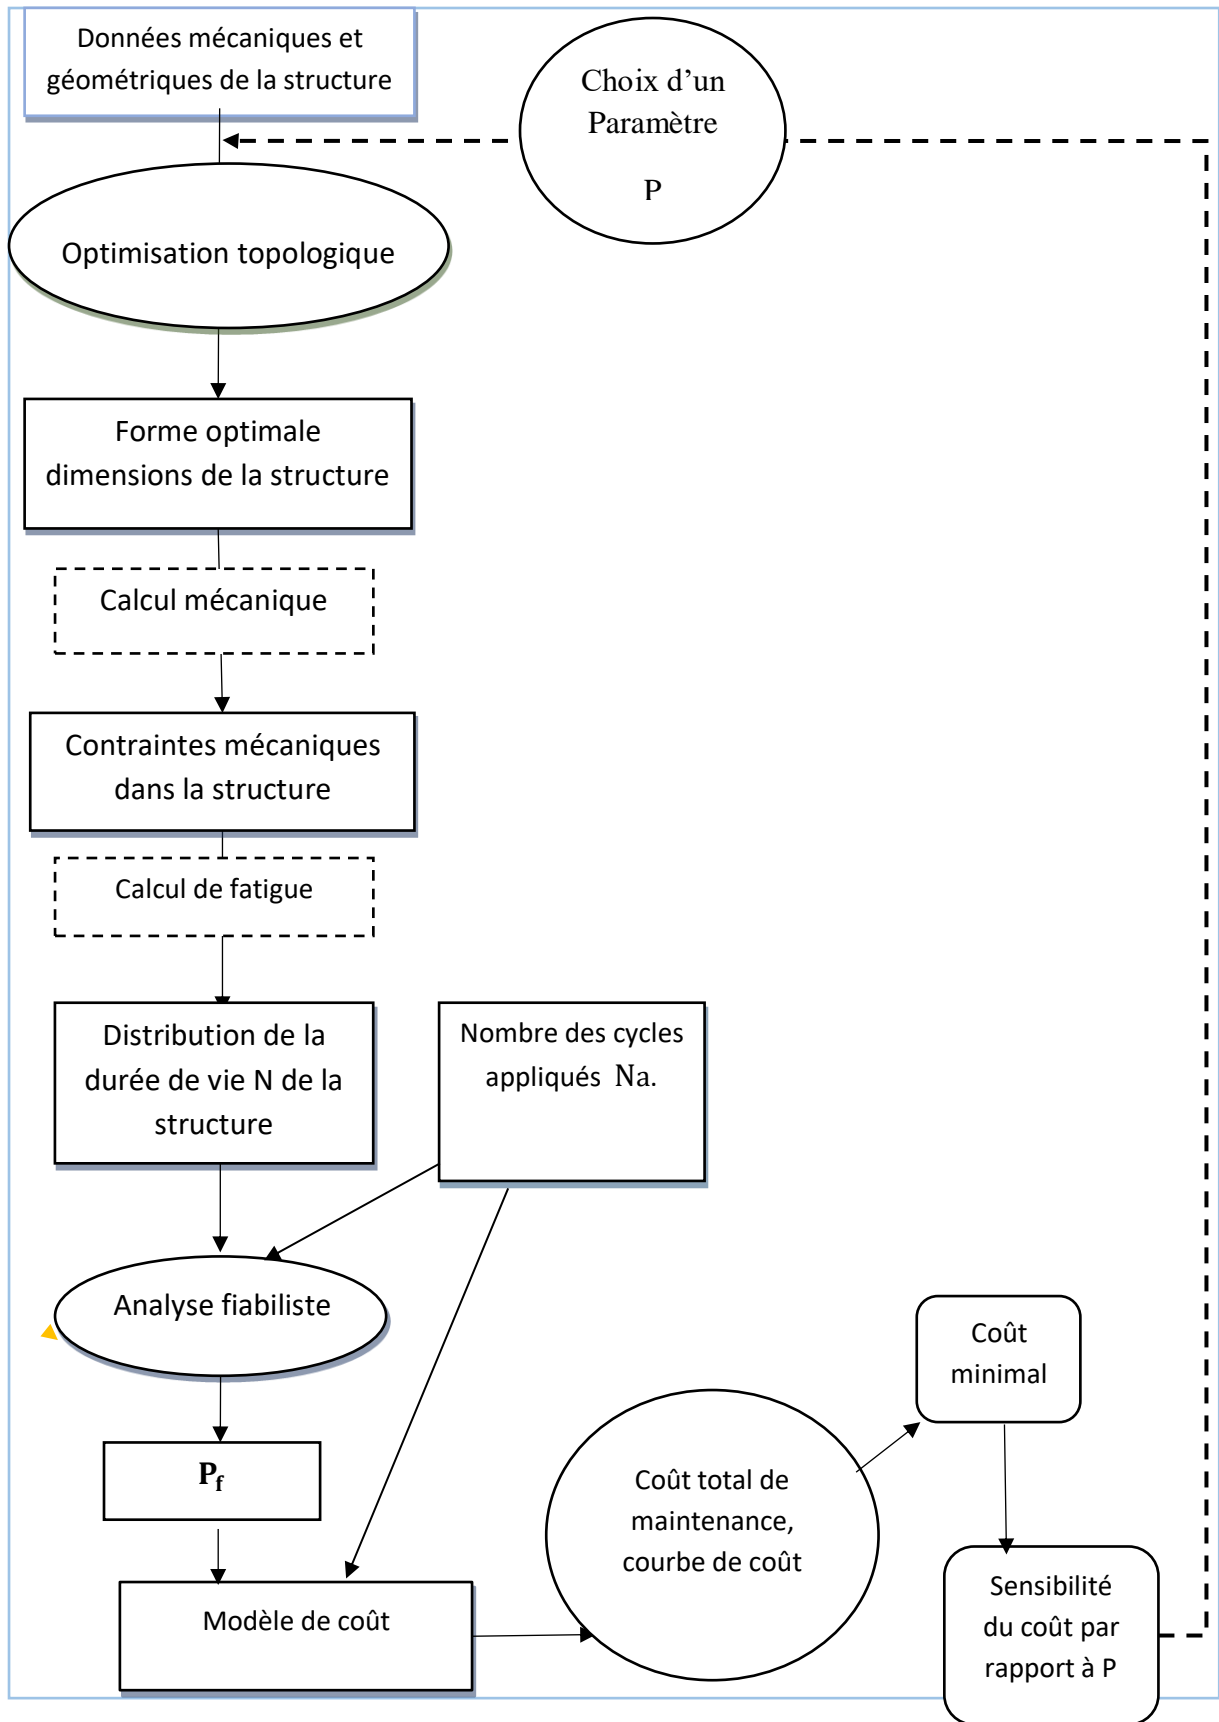 Données mécaniques et
géométriques de la structure
Choix d’un
Paramètre
P
Optimisation topologique
Forme optimale
dimensions de la structure
Calcul mécanique
Contraintes mécaniques
dans la structure
Calcul de fatigue
Distribution de la
durée de vie N de la
structure
Nombre des cycles
appliqués Na.
Analyse fiabiliste
Pf
Modèle de coût
Coût total de
maintenance,
courbe de coût
Coût
minimal
Sensibilité
du coût par
rapport à P